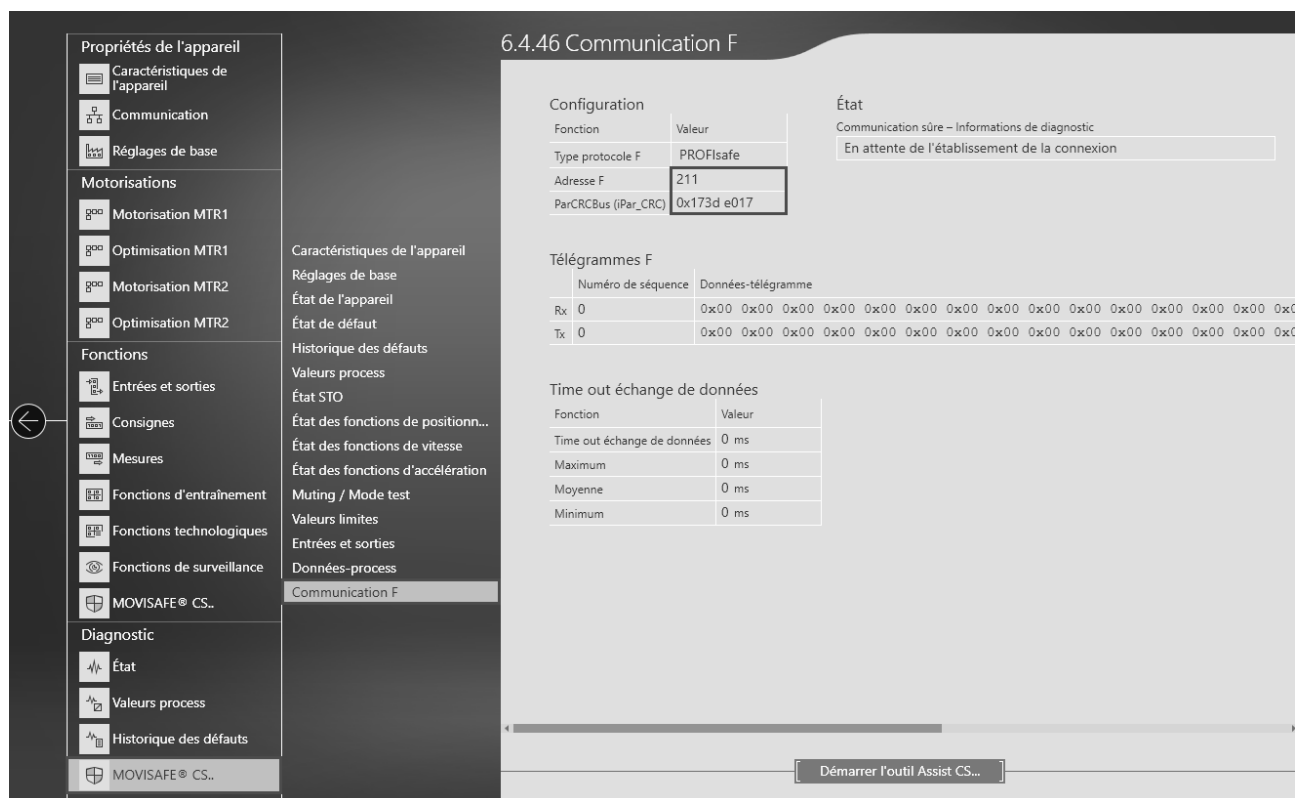 6.4.46 Communication F
Propriétés de l'appareil
Caractéristiques de
l'appareil
Communication
Réglages de base
Motorisations
Motorisation MTR1
Optimisation MTR1
Motorisation MTR2
Optimisation MTR2
Fonctions
Entrées et sorties
Consignes
Mesures
Fonctions d'entraînement
Fonctions technologiques
Fonctions de surveillance
MOVISAFE® CS..
Diagnostic
État
Valeurs process
Historique des défauts
MOVISAFE® CS..
Caractéristiques de l'appareil
Réglages de base
État de l'appareil
État de défaut
Historique des défauts
Valeurs process
État STO
État des fonctions de positionn...
État des fonctions de vitesse
État des fonctions d'accélération
Muting / Mode test
Valeurs limites
Entrées et sorties
Données-process
Communication F
Configuration
Fonction Valeur
Type protocole F PROFIsafe
Adresse F 211
ParCRCBus (iPar_CRC) 0x173d e017
État
Communication sûre – Informations de diagnostic
En attente de l'établissement de la connexion
Télégrammes F
Numéro de séquence Données-télégramme
Rx 0 0x00 0x00 0x00 0x00 0x00 0x00 0x00 0x00 0x00 0x00 0x00 0x00 0x00 0x00 0x0
Tx 0 0x00 0x00 0x00 0x00 0x00 0x00 0x00 0x00 0x00 0x00 0x00 0x00 0x00 0x00 0x0
Time out échange de données
Fonction Valeur
Time out échange de données 0 ms
Maximum 0 ms
Moyenne 0 ms
Minimum 0 ms
Démarrer l'outil Assist CS...